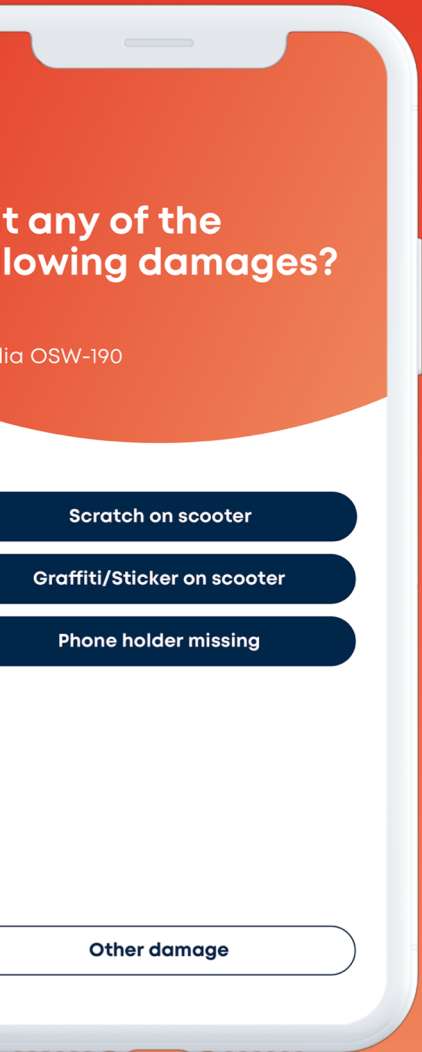 t any of the
lowing damages?
lia OSW-190
Scratch on scooter
Graffiti/Sticker on scooter
Phone holder missing
Other damage